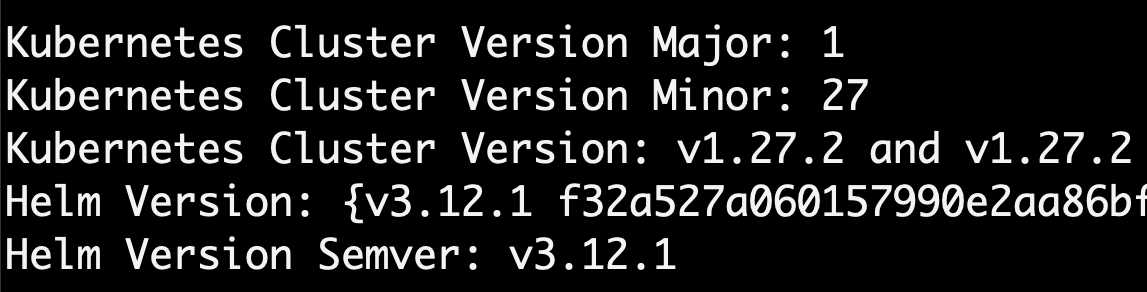 Kubernetes Cluster Version Major: 1
Kubernetes Cluster Version Minor: 27
Kubernetes Cluster Version: v1.27.2 and v1.27.2
Helm Version: {v3.12.1 f32a527a060157990e2aa86bf
Helm Version Semver: v3.12.1